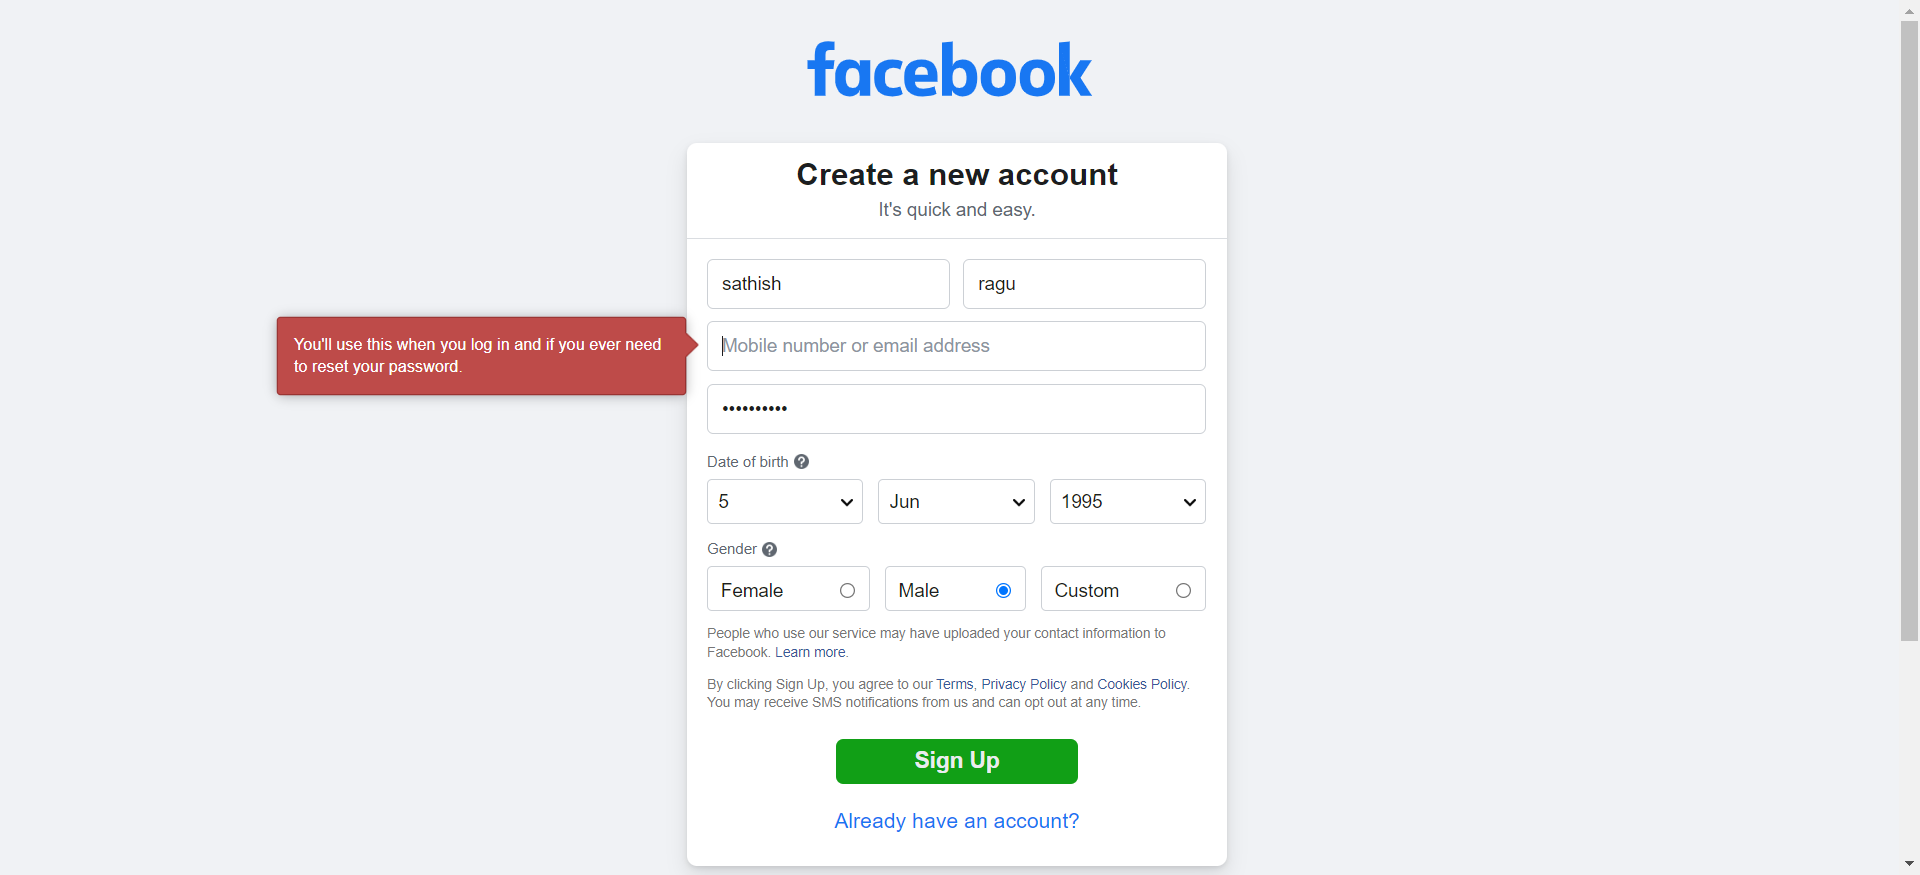 facebook
Create a new account
It's quick and easy.
sathish ragu
You'll use this when you log in and if you ever need
to reset your password.
Mobile number or email address
••••••••••
Date of birth ?
5 Jun 1995
Gender ?
Female Male Custom
People who use our service may have uploaded your contact information to
Facebook. Learn more.
By clicking Sign Up, you agree to our Terms, Privacy Policy and Cookies Policy.
You may receive SMS notifications from us and can opt out at any time.
Sign Up
Already have an account?